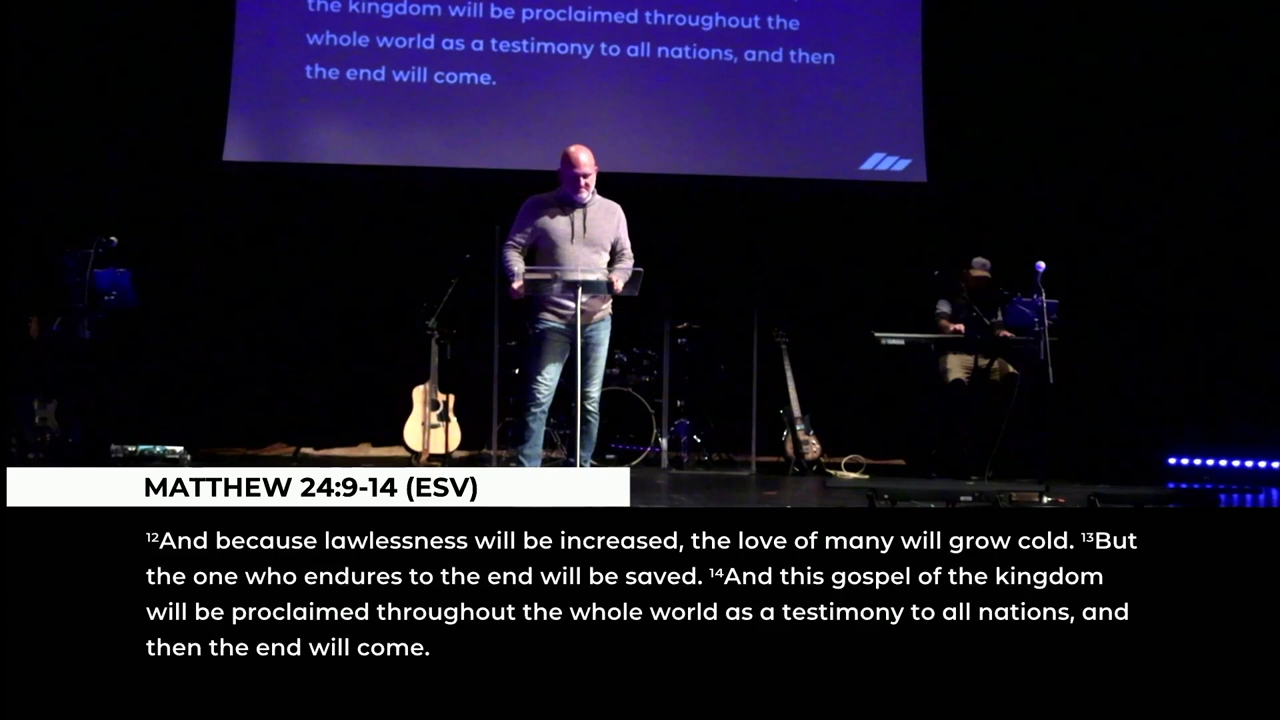 the kingdom will be proclaimed throughout the
whole world as a testimony to all nations, and then
the end will come.
YAMAHA
MATTHEW 24:9-14 (ESV)
¹²And because lawlessness will be increased, the love of many will grow cold. ¹³But
the one who endures to the end will be saved. ¹⁴And this gospel of the kingdom
will be proclaimed throughout the whole world as a testimony to all nations, and
then the end will come.